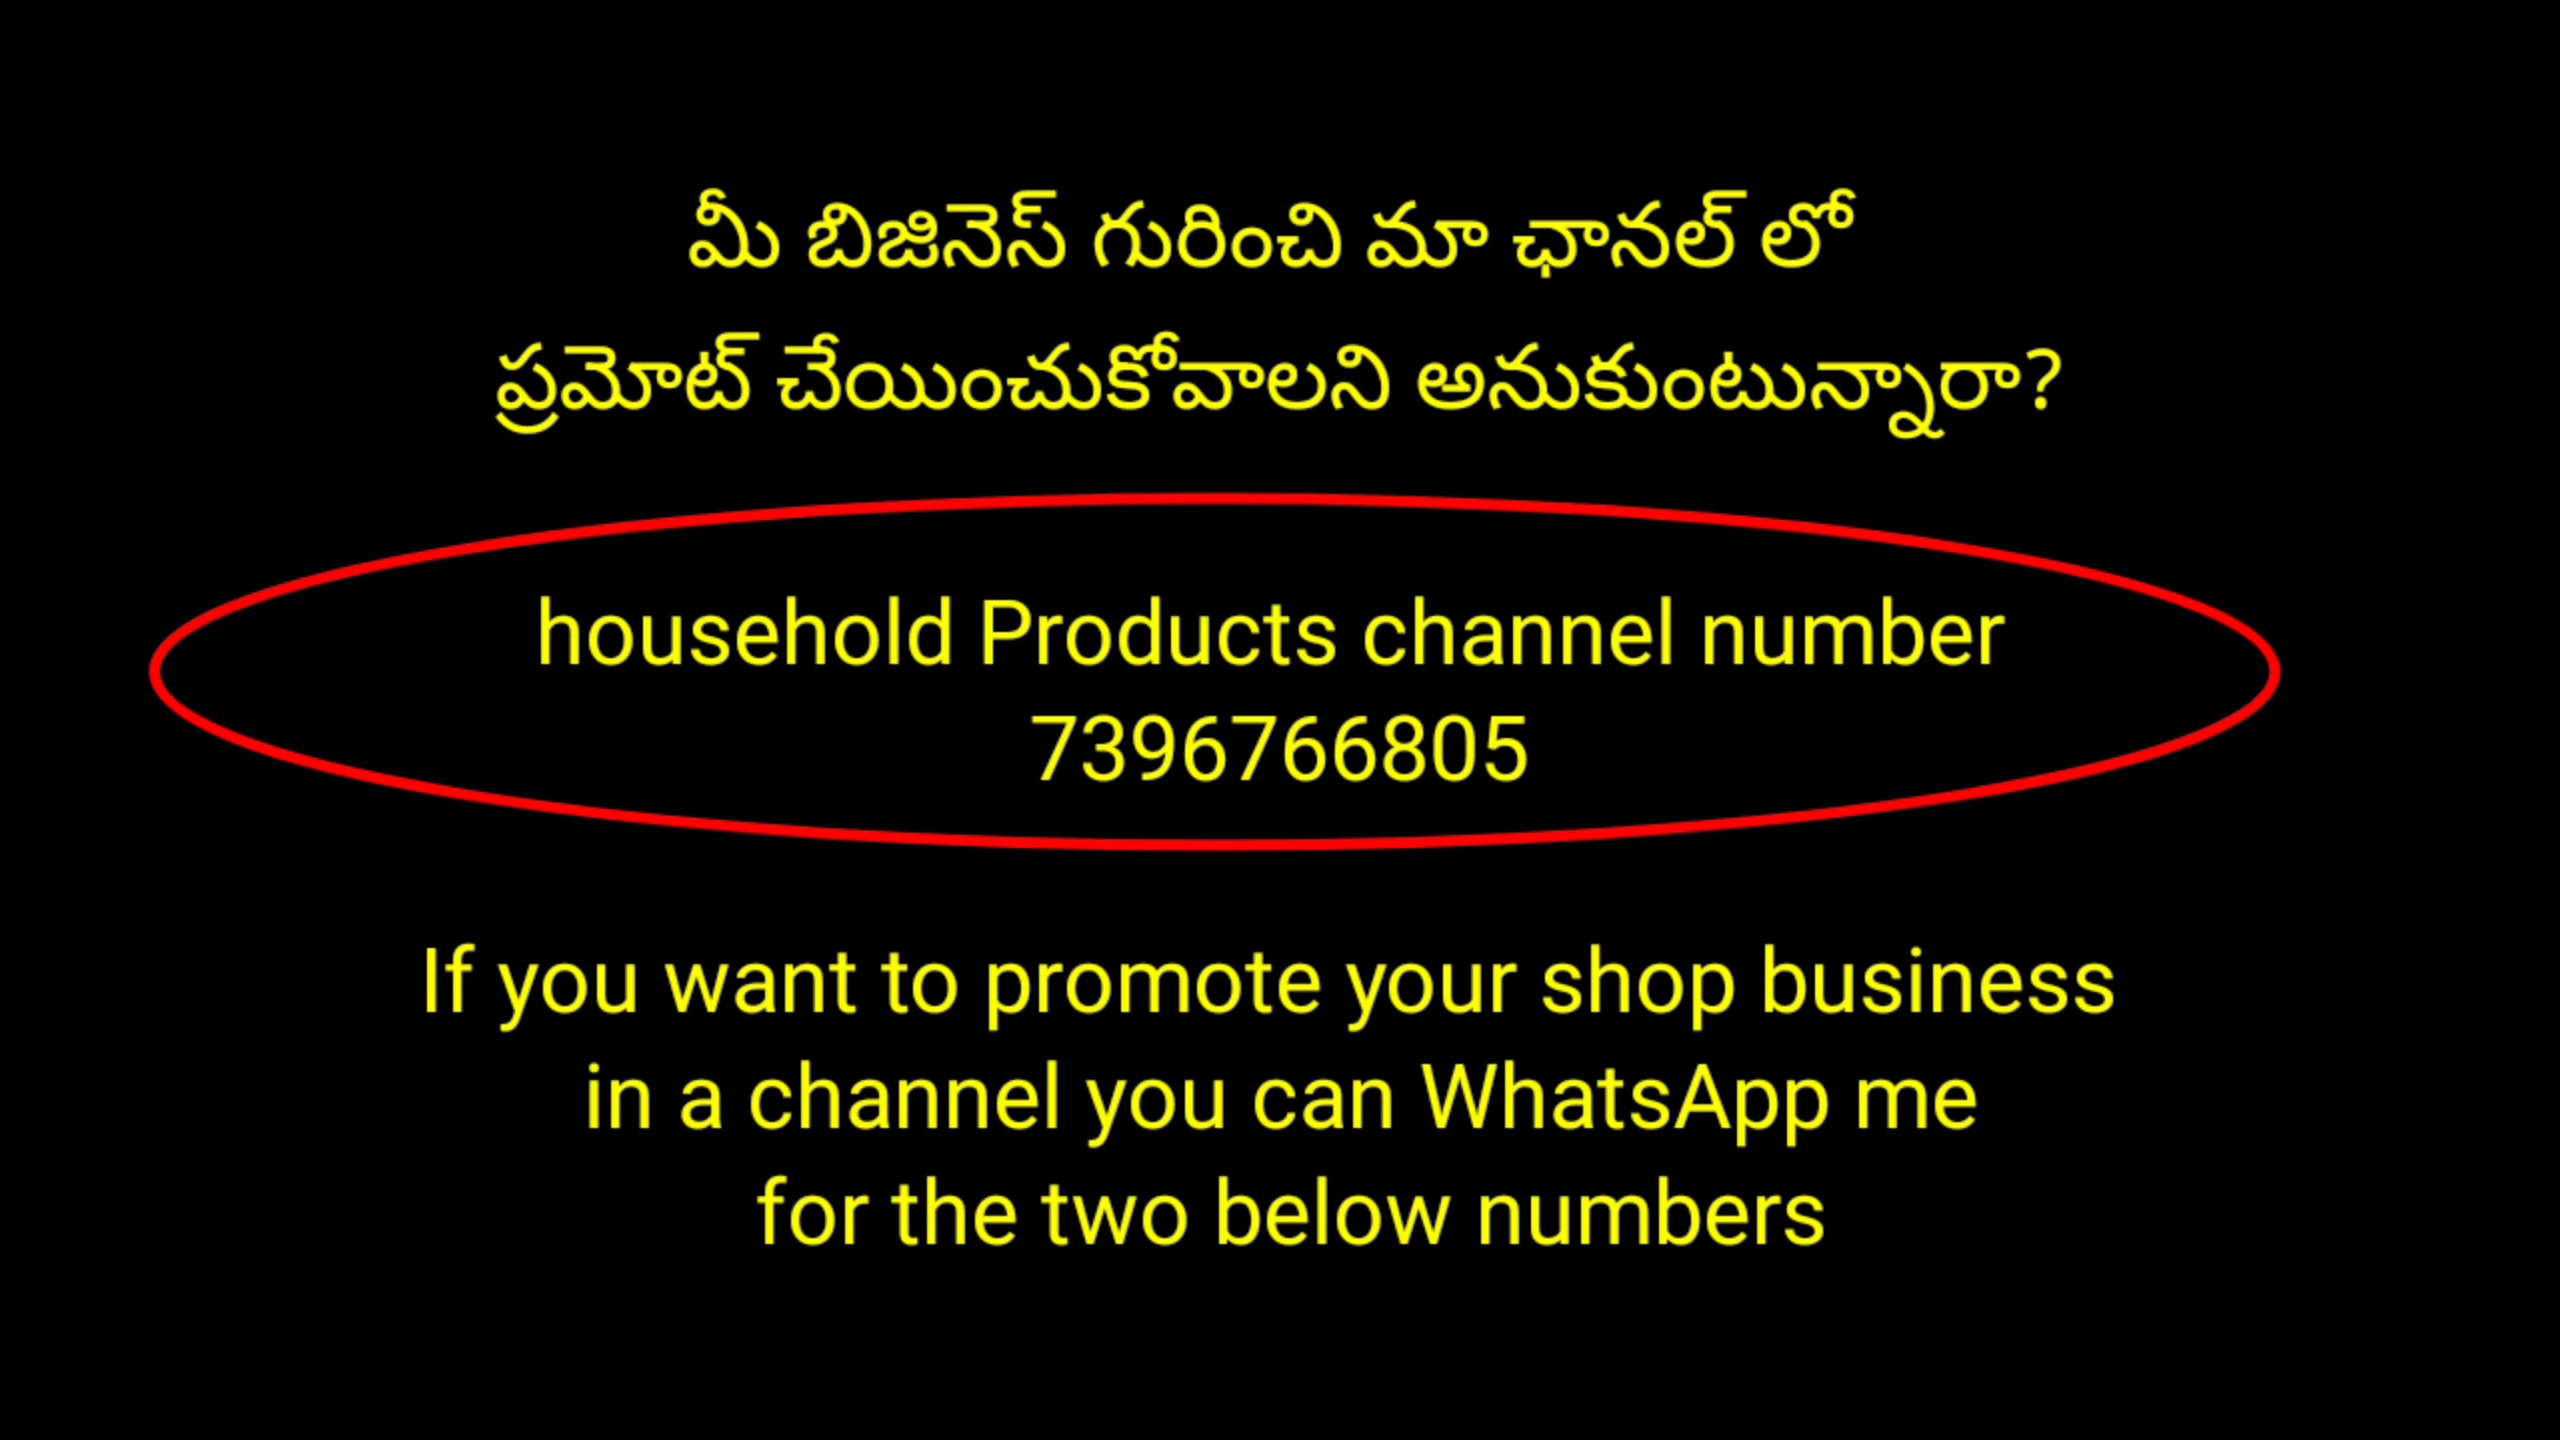 మీ బిజినెస్ గురించి మా ఛానల్ లో
ప్రమోట్ చేయించుకోవాలని అనుకుంటున్నారా?
household Products channel number
7396766805
If you want to promote your shop business
in a channel you can WhatsApp me
for the two below numbers